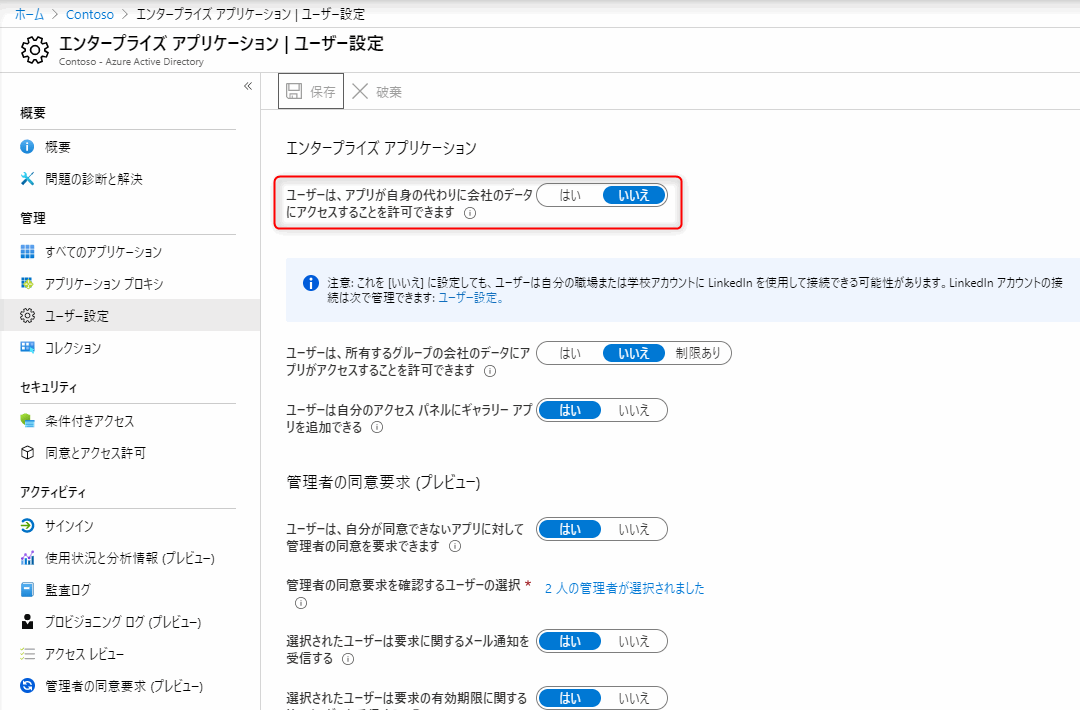 ホーム > Contoso > エンタープライズ アプリケーション | ユーザー設定
エンタープライズ アプリケーション | ユーザー設定
Contoso - Azure Active Directory
«
概要
概要
問題の診断と解決
管理
すべてのアプリケーション
アプリケーション プロキシ
ユーザー設定
コレクション
セキュリティ
条件付きアクセス
同意とアクセス許可
アクティビティ
サインイン
使用状況と分析情報 (プレビュー)
監査ログ
プロビジョニング ログ (プレビュー)
アクセス レビュー
管理者の同意要求 (プレビュー)
保存 破棄
エンタープライズ アプリケーション
ユーザーは、アプリが自身の代わりに会社のデータ はい いいえ
にアクセスすることを許可できます
注意: これを [いいえ] に設定しても、ユーザーは自分の職場または学校アカウントに LinkedIn を使用して接続できる可能性があります。LinkedIn アカウントの接
続は次で管理できます: ユーザー設定。
ユーザーは、所有するグループの会社のデータにア はい いいえ 制限あり
プリがアクセスすることを許可できます
ユーザーは自分のアクセス パネルにギャラリー アプ はい いいえ
リを追加できる
管理者の同意要求 (プレビュー)
ユーザーは、自分が同意できないアプリに対して はい いいえ
管理者の同意を要求できます
管理者の同意要求を確認するユーザーの選択 * 2 人の管理者が選択されました
選択されたユーザーは要求に関するメール通知を はい いいえ
受信する
選択されたユーザーは要求の有効期限に関する はい いいえ